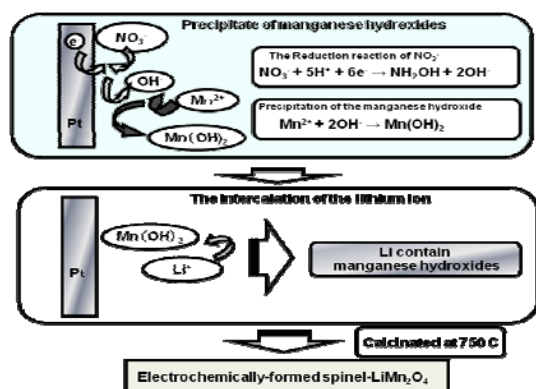 Precipitate of manganese hydroxides
e⁻
NO₃⁻
OH⁻
Mn²⁺
Mn(OH)₂
Pt
The Reduction reaction of NO₃⁻
NO₃⁻ + 5H⁺ + 6e⁻ → NH₂OH + 2OH⁻
Precipitation of the manganese hydroxide
Mn²⁺ + 2OH⁻ → Mn(OH)₂
The intercalation of the lithium ion
Mn(OH)₂
Li⁺
Pt
Li contain
manganese hydroxides
Calcinated at 750 C
Electrochemically-formed spinel-LiMn₂O₄